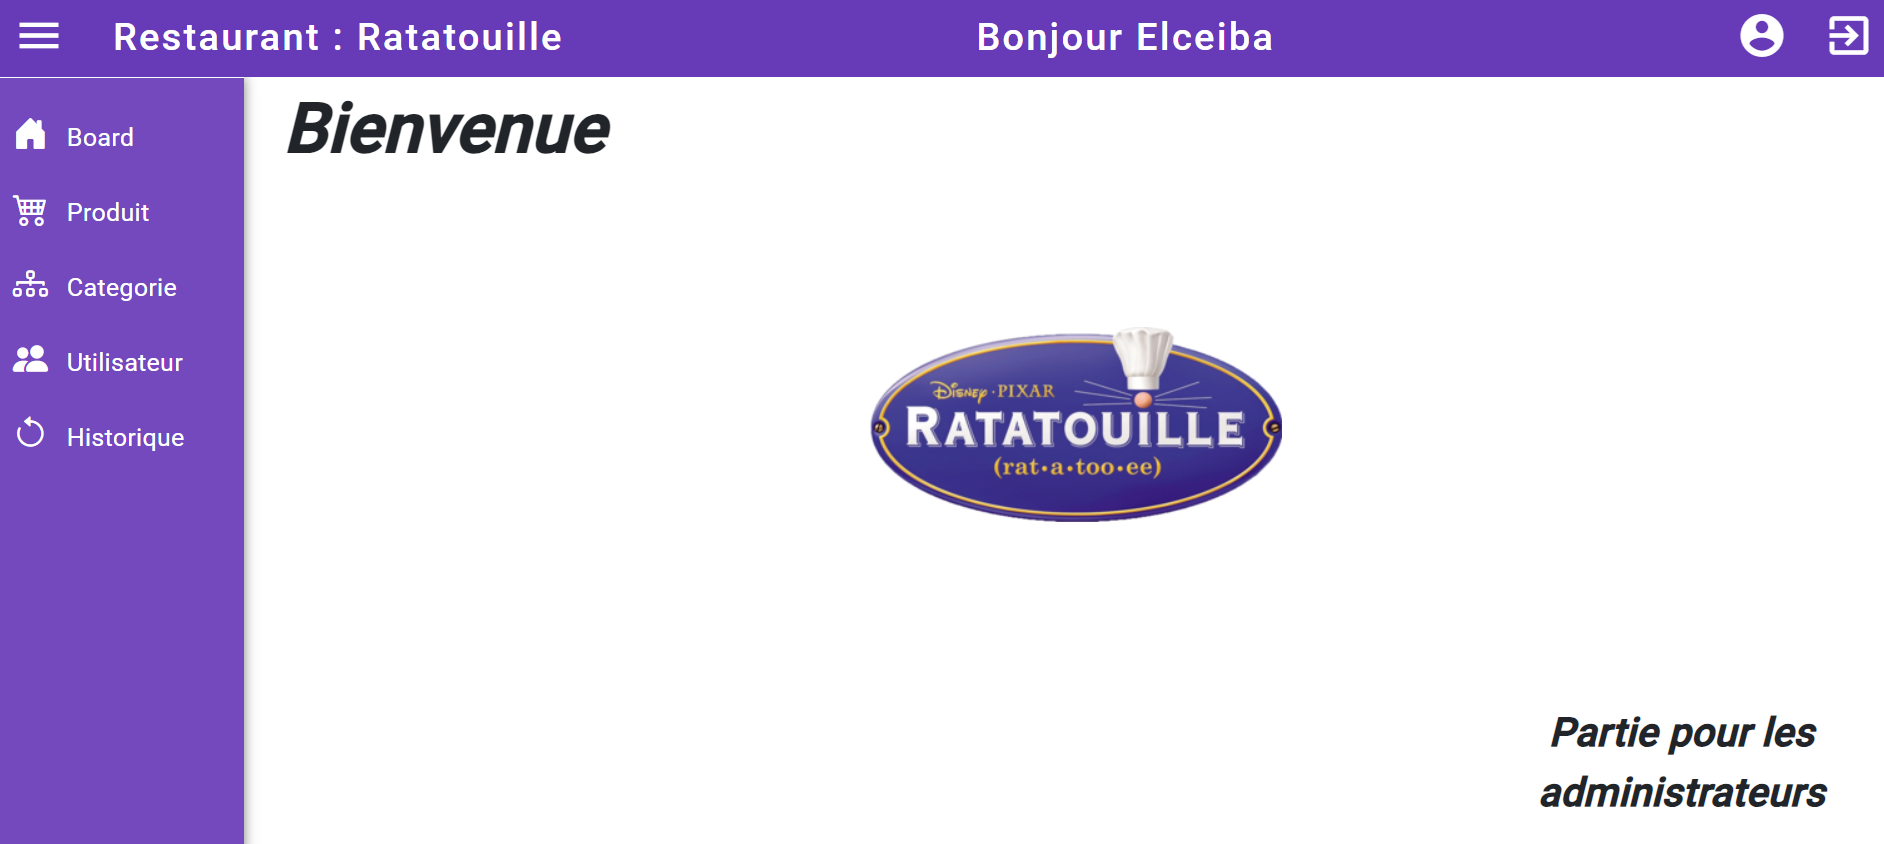 Restaurant : Ratatouille
Bonjour Elceiba
Board
Produit
Categorie
Utilisateur
Historique
Bienvenue
DISNEY · PIXAR
RATATOUILLE
(rat•a•too•ee)
Partie pour les
administrateurs